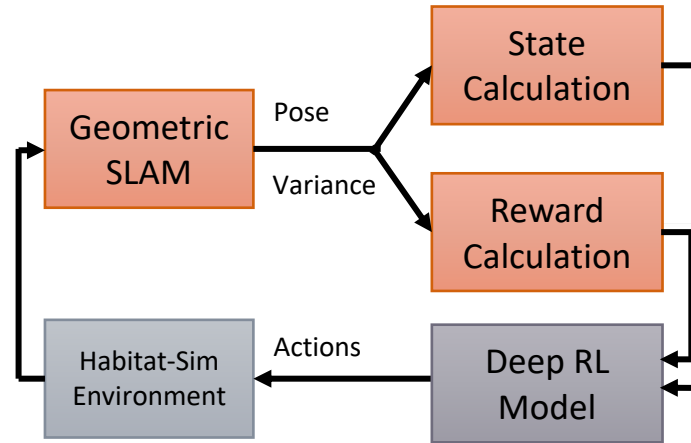 State
Calculation
Geometric
SLAM
Pose
Variance
Reward
Calculation
Habitat-Sim
Environment
Actions
Deep RL
Model